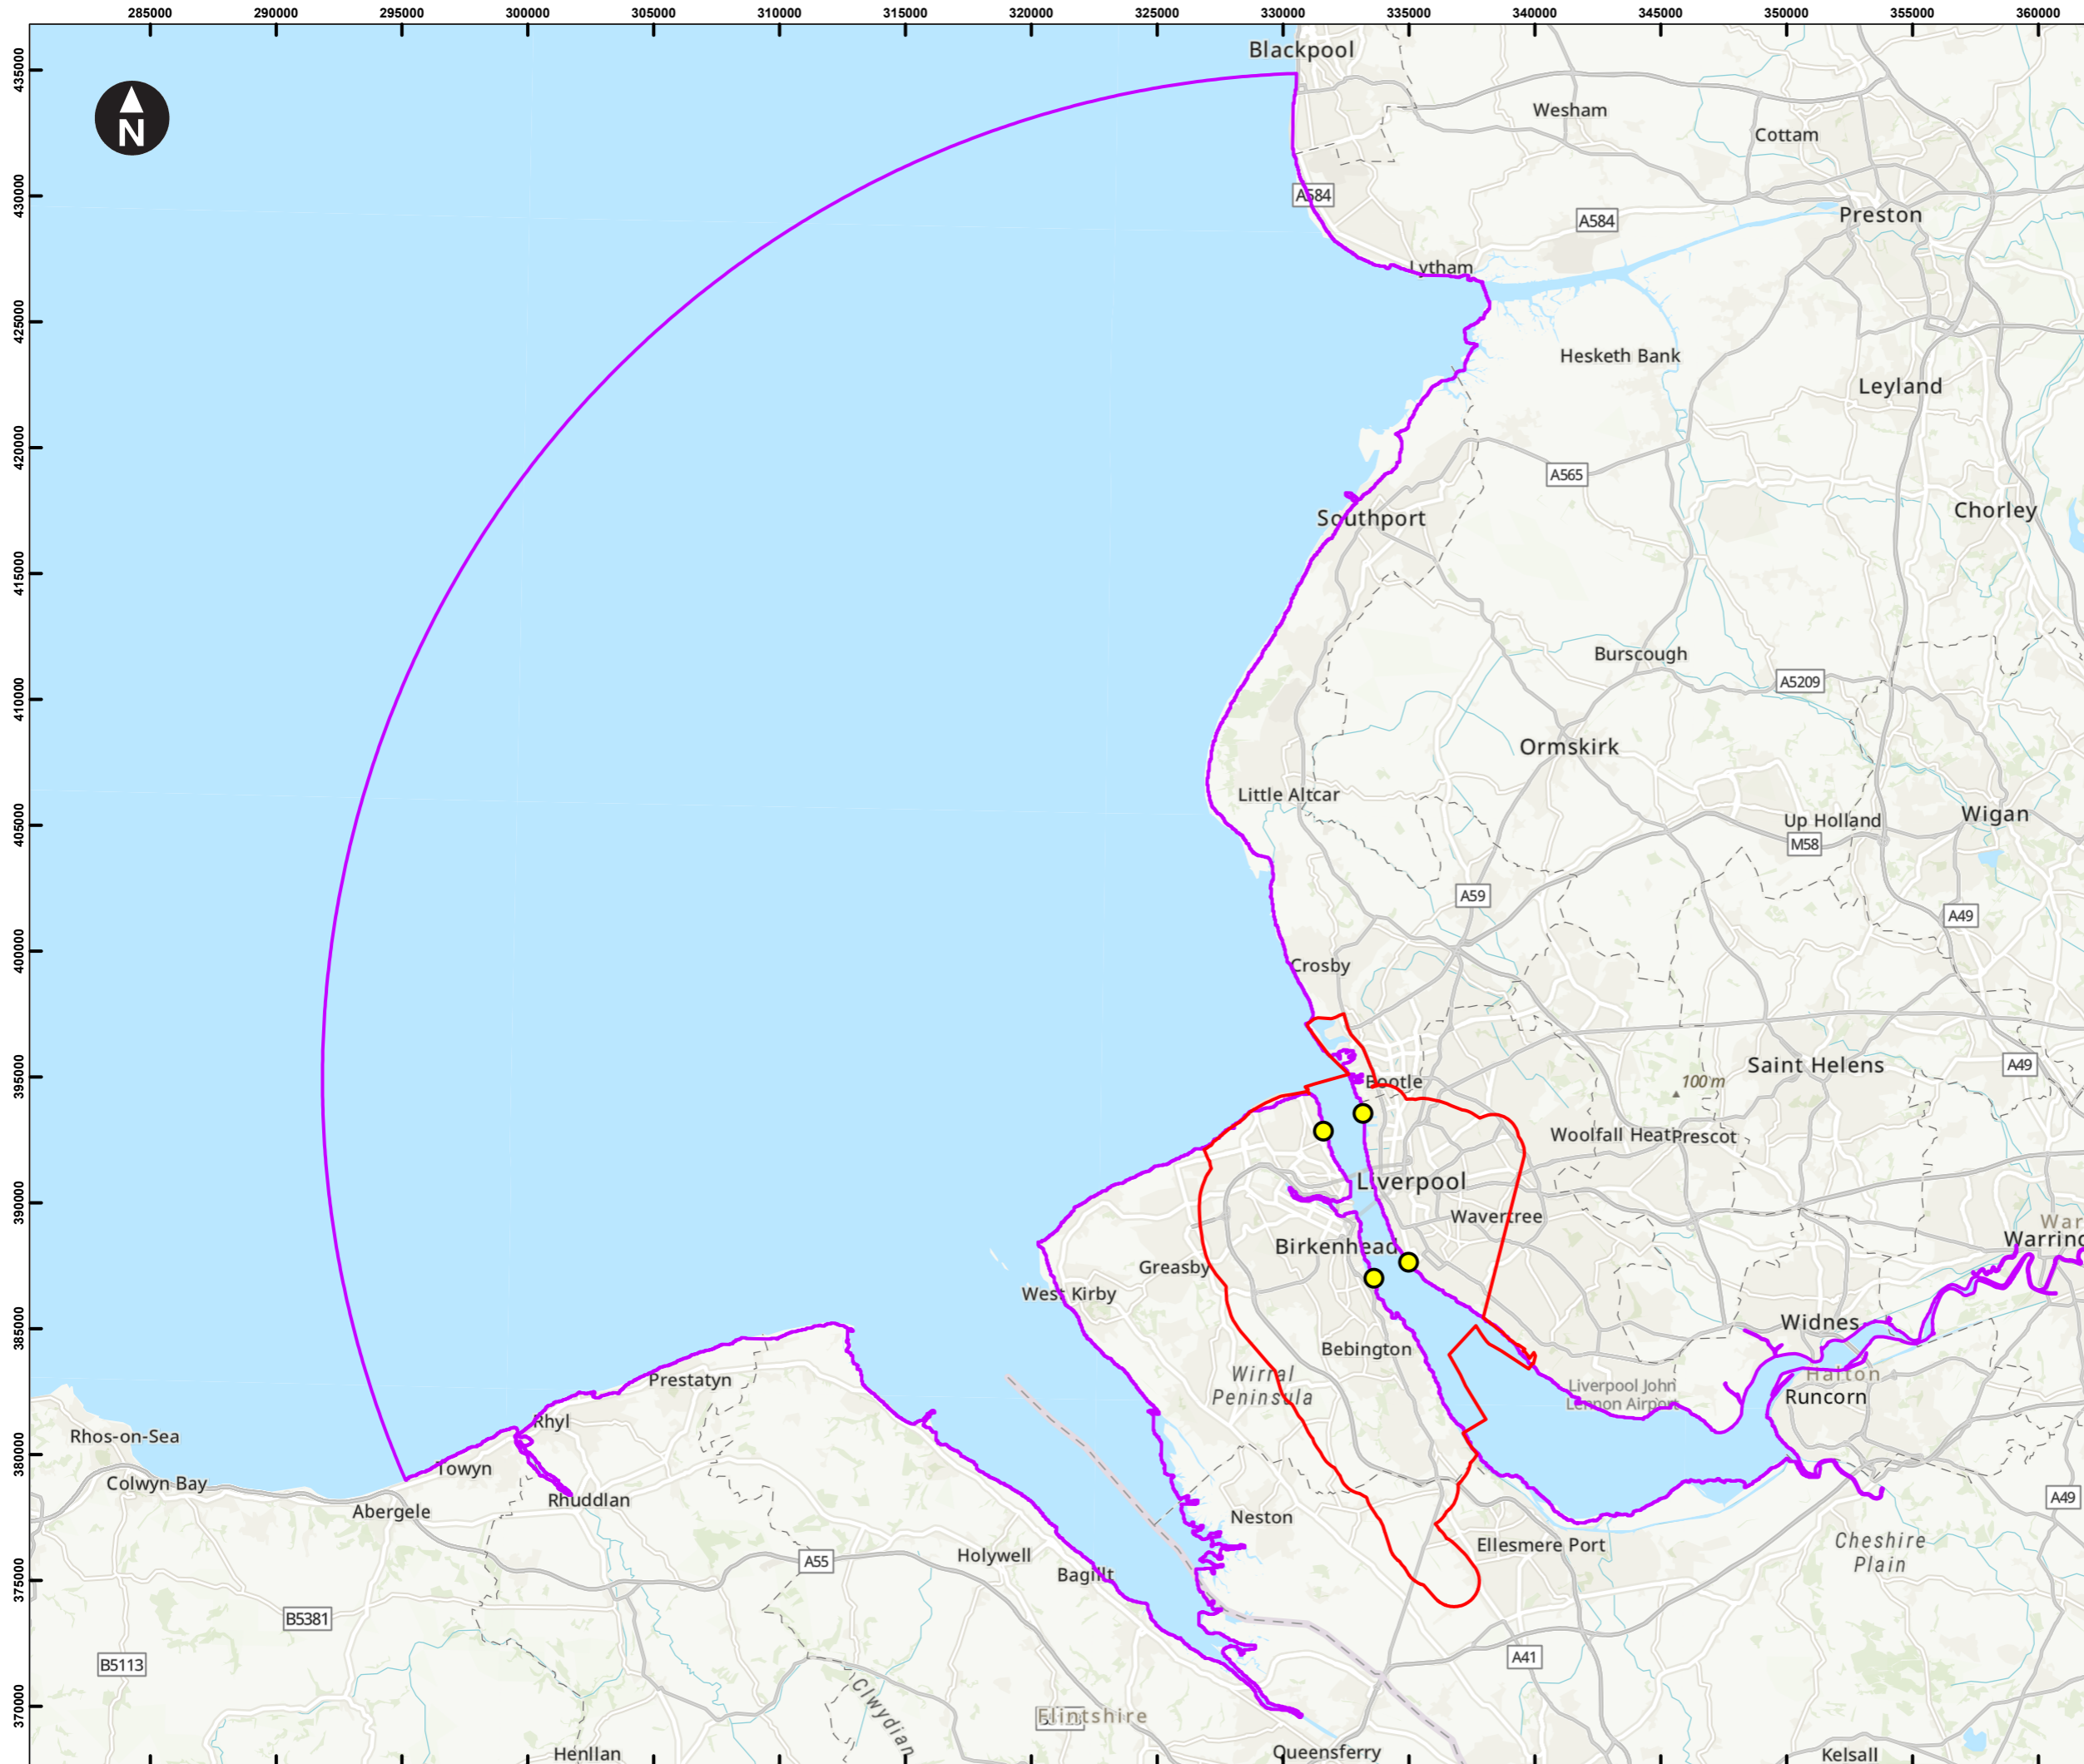 285000
290000
295000
300000
305000
310000
315000
320000
325000
330000
335000
340000
345000
350000
355000
360000
435000
430000
425000
420000
415000
410000
405000
400000
395000
390000
385000
380000
375000
370000
N
Blackpool
Wesham
Cottam
A584
A584
Preston
Lytham
Hesketh Bank
Leyland
A565
Chorley
Southport
Burscough
A5209
Ormskirk
Little Altcar
Up Holland
Wigan
M58
A59
A49
Crosby
Saint Helens
A49
100 m
Bootle
Woolfall Heat
Prescot
Liverpool
Wavertree
War
Warring
Birkenhead
Greasby
West Kirby
Widnes
Bebington
Halton
Runcorn
Wirral
Peninsula
Liverpool John
Lennon Airport
Prestatyn
Rhyl
Rhos-on-Sea
Towyn
Colwyn Bay
Rhuddlan
Abergele
A49
Neston
Ellesmere Port
Cheshire
Plain
Holywell
A55
Bagillt
B5381
B5113
A41
Clwydian
Flintshire
Henllan
Queensferry
Kelsall